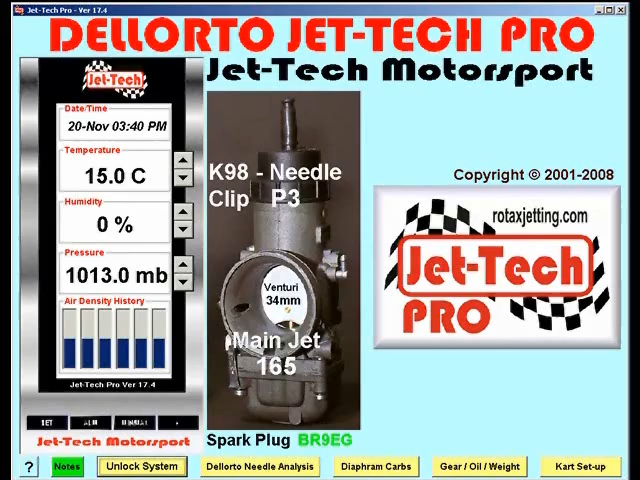 Jet-Tech Pro - Ver 17.4
DELLORTO JET-TECH PRO
Jet-Tech Motorsport
Jet-Tech
Date/Time
20-Nov 03:40 PM
Temperature
15.0 C
Humidity
0 %
Pressure
1013.0 mb
Air Density History
Jet-Tech Pro Ver 17.4
Jet-Tech Motorsport
K98 - Needle
Clip P3
Venturi
34mm
Main Jet
165
Spark Plug BR9EG
Copyright © 2001-2008
rotaxjetting.com
Jet-Tech
PRO
?
Notes
Unlock System
Dellorto Needle Analysis
Diaphram Carbs
Gear / Oil / Weight
Kart Set-up